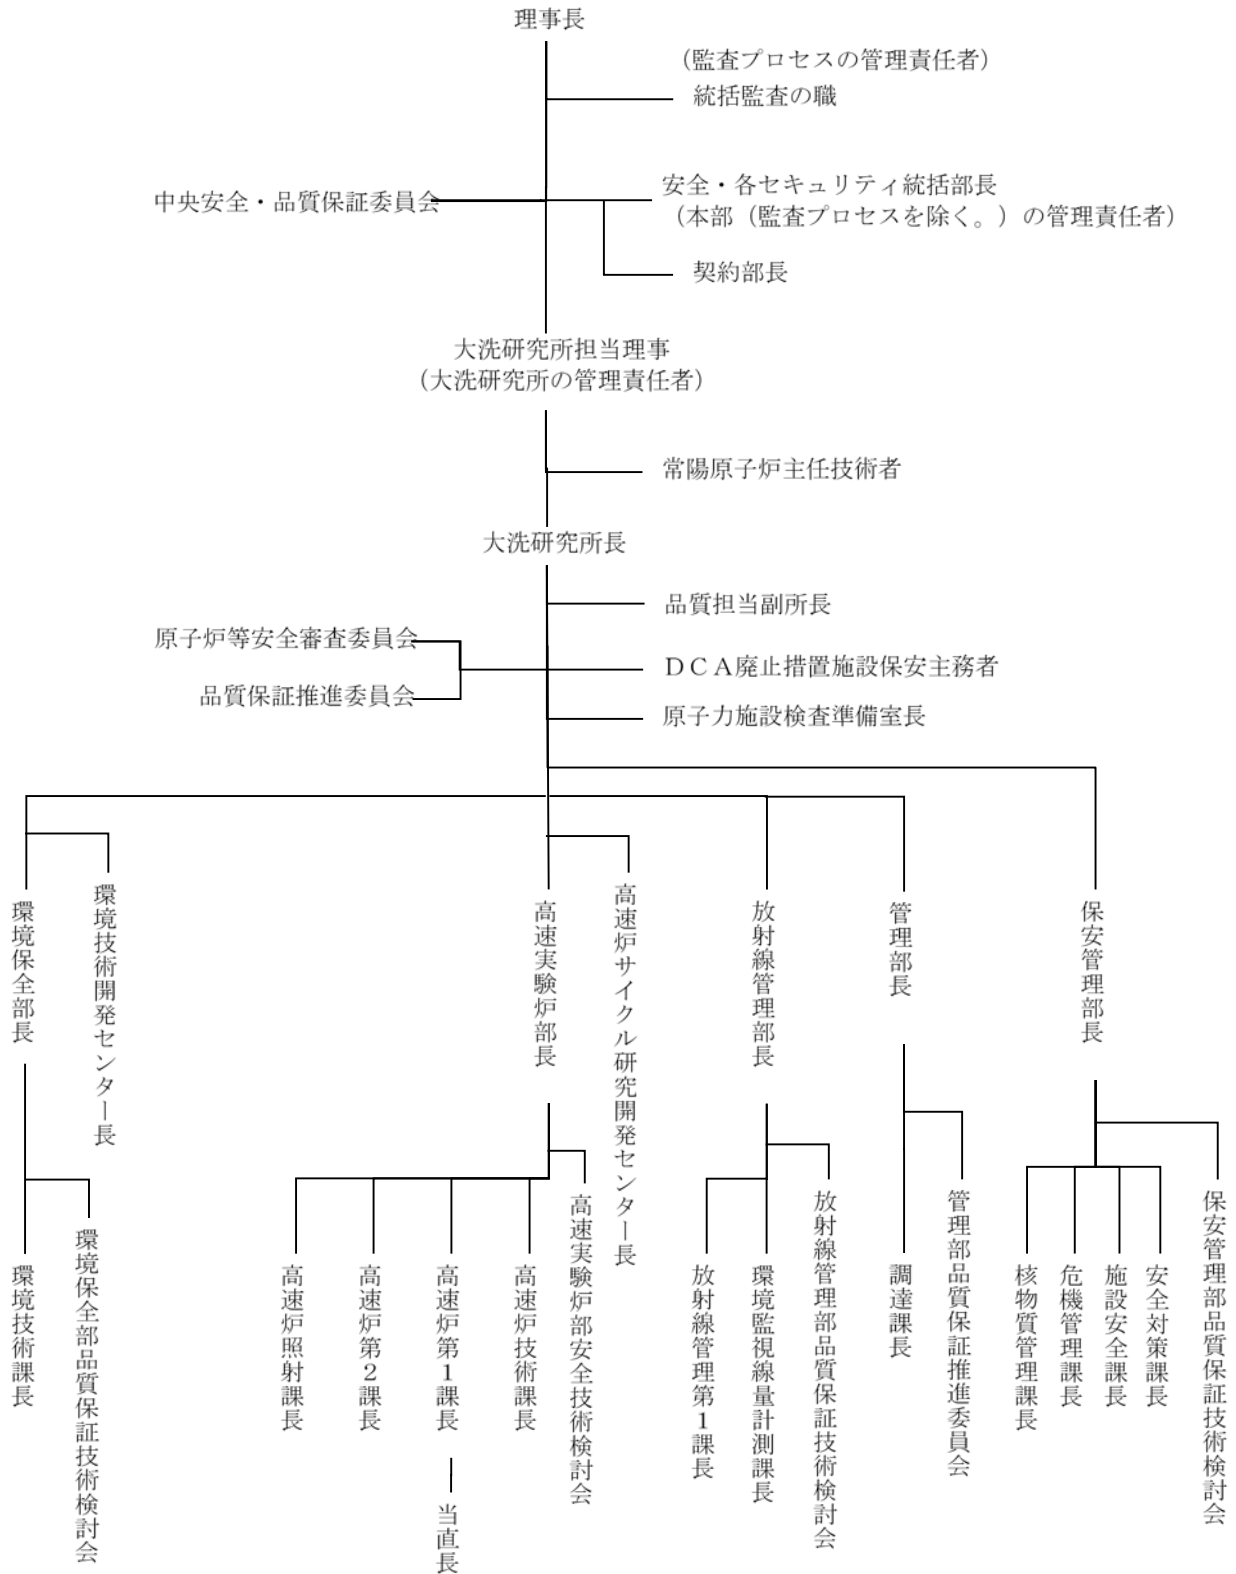 理事長
（監査プロセスの管理責任者）
統括監査の職
中央安全・品質保証委員会
安全・各セキュリティ統括部長
（本部（監査プロセスを除く。）の管理責任者）
契約部長
大洗研究所担当理事
（大洗研究所の管理責任者）
常陽原子炉主任技術者
大洗研究所長
品質担当副所長
原子炉等安全審査委員会
ＤＣＡ廃止措置施設保安主務者
品質保証推進委員会
原子力施設検査準備室長
環境保全部長
環境技術開発センター長
高速実験炉部長
高速炉サイクル研究開発センター長
放射線管理部長
管理部長
保安管理部長
環境技術課長
環境保全部品質保証技術検討会
高速炉照射課長
高速炉第２課長
高速炉第１課長
高速炉技術課長
高速実験炉部安全技術検討会
放射線管理第１課長
環境監視線量計測課長
放射線管理部品質保証技術検討会
調達課長
管理部品質保証推進委員会
核物質管理課長
危機管理課長
施設安全課長
安全対策課長
保安管理部品質保証技術検討会
当直長